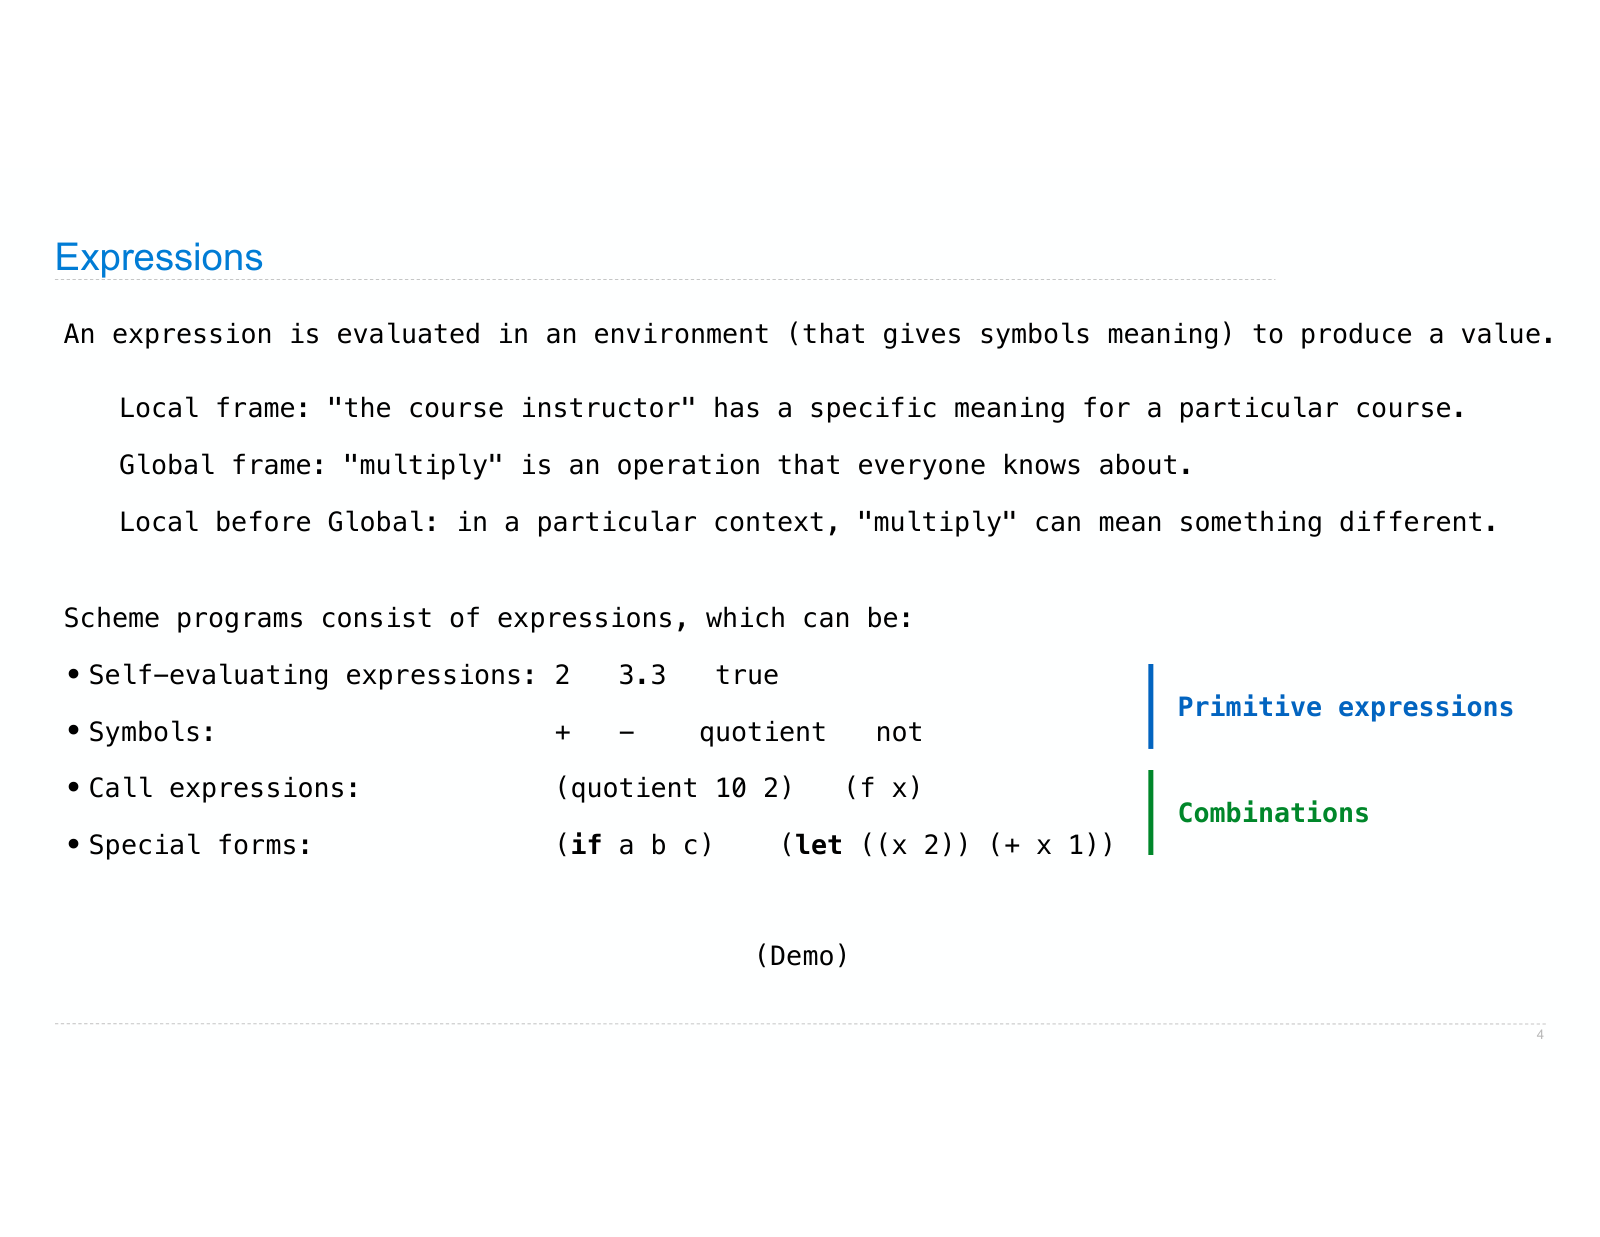 Expressions
An expression is evaluated in an environment (that gives symbols meaning) to produce a value.
Local frame: "the course instructor" has a specific meaning for a particular course.
Global frame: "multiply" is an operation that everyone knows about.
Local before Global: in a particular context, "multiply" can mean something different.
Scheme programs consist of expressions, which can be:
• Self-evaluating expressions: 2 3.3 true
• Symbols: + - quotient not
Primitive expressions
• Call expressions: (quotient 10 2) (f x)
• Special forms: (if a b c) (let ((x 2)) (+ x 1))
Combinations
(Demo)
4